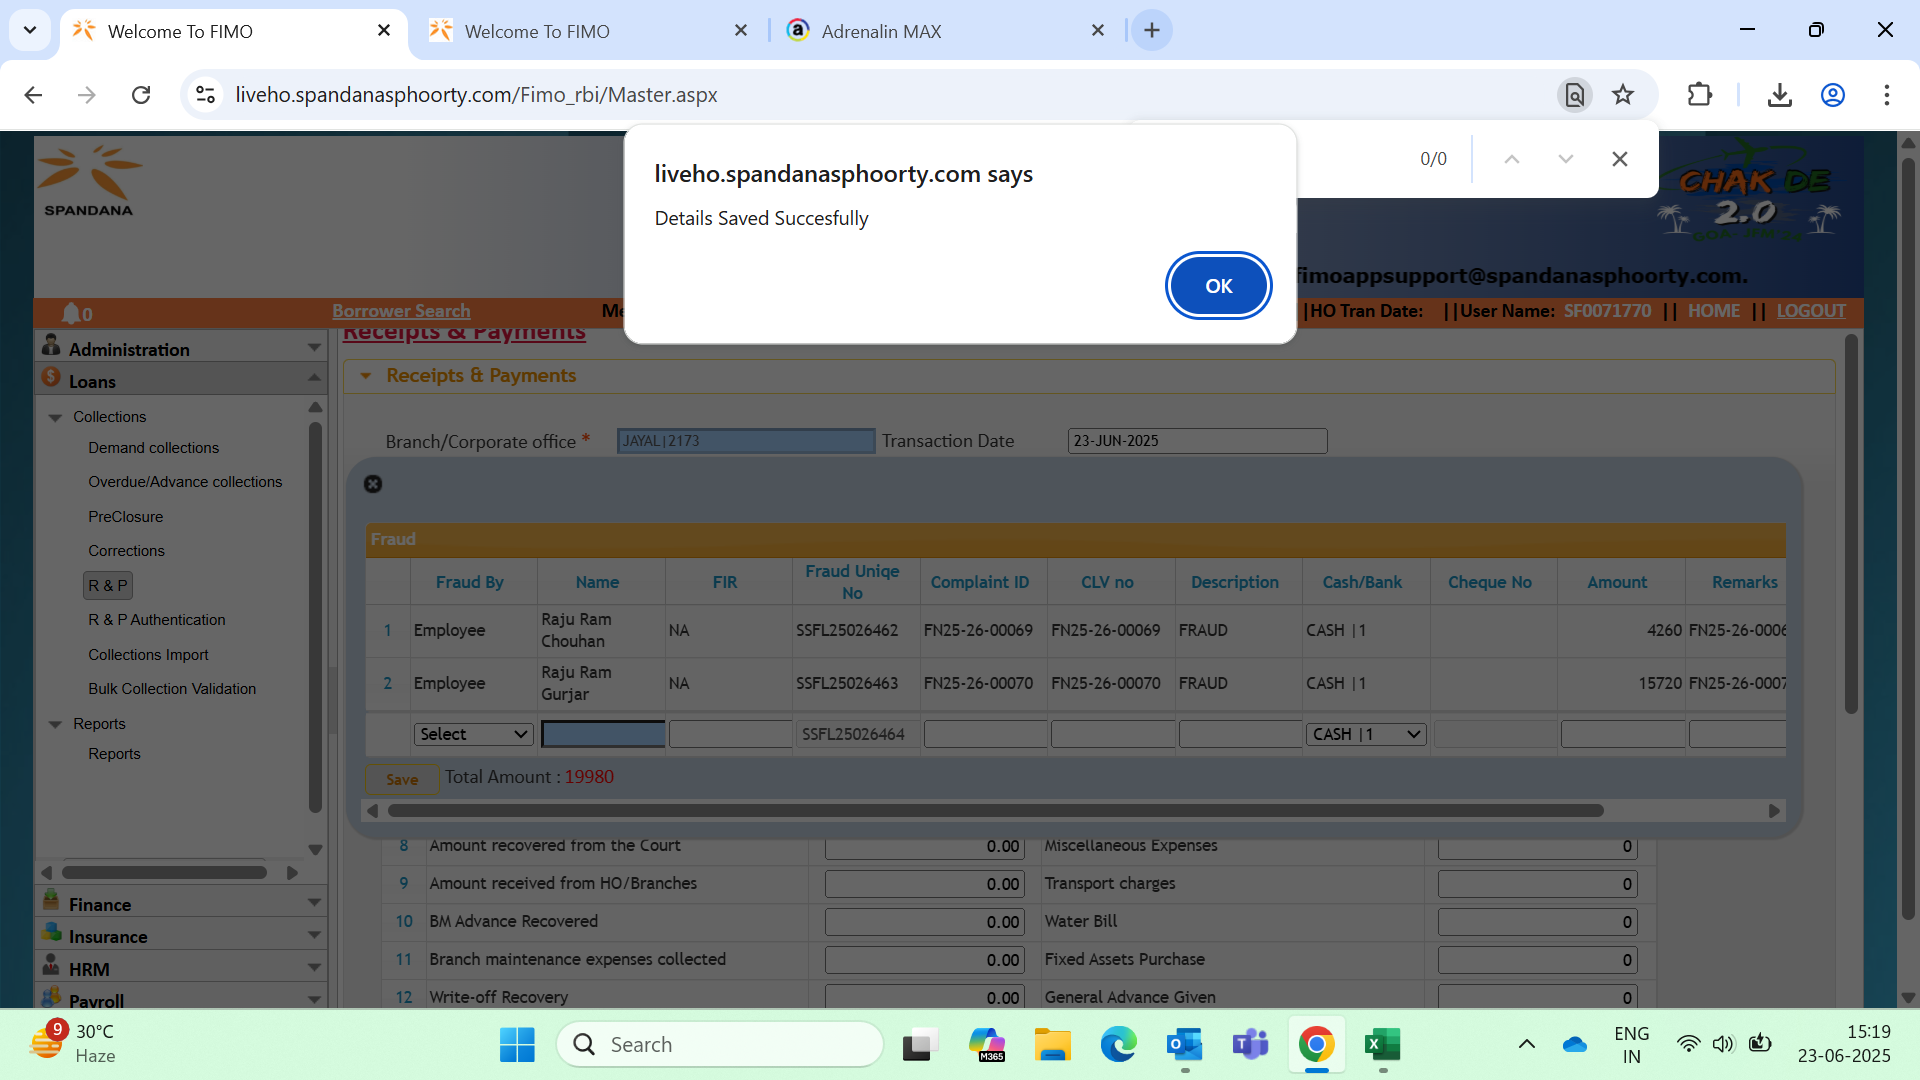 Welcome To FIMO
Welcome To FIMO
Adrenalin MAX
liveho.spandanasphoorty.com/Fimo_rbi/Master.aspx
liveho.spandanasphoorty.com says
Details Saved Succesfully
OK
0/0
SPANDANA
CHAK DE
2.0
fimoappsupport@spandanasphoorty.com.
0
Borrower Search
Me
|HO Tran Date: ||User Name: SF0071770 || HOME || LOGOUT
Administration
Loans
Collections
Demand collections
Overdue/Advance collections
PreClosure
Corrections
R & P
R & P Authentication
Collections Import
Bulk Collection Validation
Reports
Reports
Finance
Insurance
HRM
Payroll
Receipts & Payments
Receipts & Payments
Branch/Corporate office * JAYAL|2173 Transaction Date 23-JUN-2025
Fraud
Fraud By Name FIR Fraud Uniqe No Complaint ID CLV no Description Cash/Bank Cheque No Amount Remarks
1 Employee Raju Ram Chouhan NA SSFL25026462 FN25-26-00069 FN25-26-00069 FRAUD CASH |1 4260 FN25-26-0006
2 Employee Raju Ram Gurjar NA SSFL25026463 FN25-26-00070 FN25-26-00070 FRAUD CASH |1 15720 FN25-26-0007
Select SSFL25026464 CASH |1
Save Total Amount : 19980
8 Amount recovered from the Court 0.00 Miscellaneous Expenses 0
9 Amount received from HO/Branches 0.00 Transport charges 0
10 BM Advance Recovered 0.00 Water Bill 0
11 Branch maintenance expenses collected 0.00 Fixed Assets Purchase 0
12 Write-off Recovery 0.00 General Advance Given 0
9
30°C
Haze
Search
M365
ENG
IN
15:19
23-06-2025